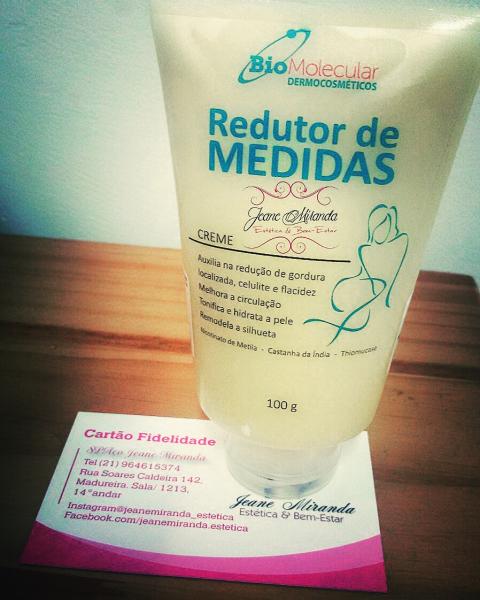 BioMolecular
DERMOCOSMÉTICOS
Redutor de
MEDIDAS
Jeane Miranda
Estética & Bem-Estar
CREME
Auxilia na redução de gordura
localizada, celulite e flacidez
Melhora a circulação
Tonifica e hidrata a pele
Remodela a silhueta
Nicotinato de Metila - Castanha da Índia - Thiomucase
100 g
Cartão Fidelidade
SPAço Jeane Miranda
Tel (21) 964615374
Rua Soares Caldeira 142,
Madureira. Sala/ 1213,
14°andar
Instagram@jeanemiranda_estetica
Facebook.com/jeanemiranda.estetica
Jeane Miranda
Estética & Bem-Estar